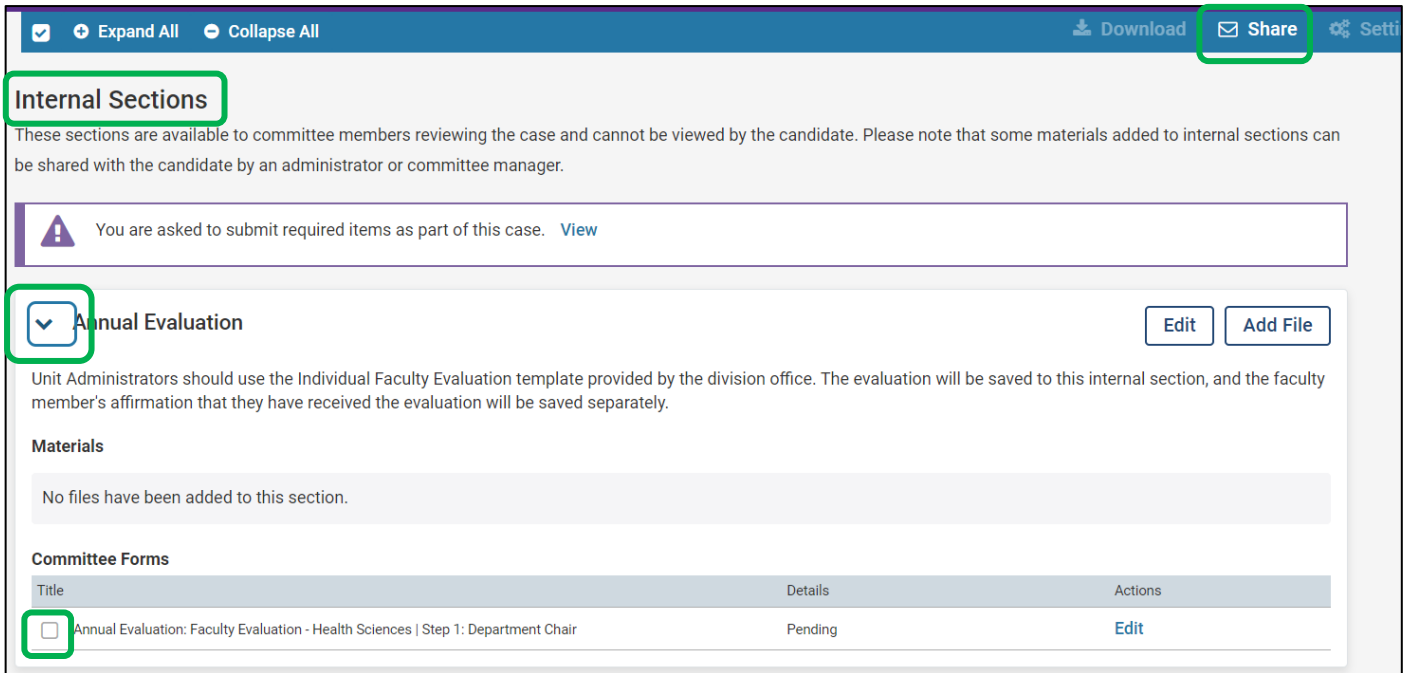 Expand All Collapse All Download Share Setti
Internal Sections
These sections are available to committee members reviewing the case and cannot be viewed by the candidate. Please note that some materials added to internal sections can
be shared with the candidate by an administrator or committee manager.
You are asked to submit required items as part of this case. View
Annual Evaluation Edit Add File
Unit Administrators should use the Individual Faculty Evaluation template provided by the division office. The evaluation will be saved to this internal section, and the faculty
member's affirmation that they have received the evaluation will be saved separately.
Materials
No files have been added to this section.
Committee Forms
Title Details Actions
Annual Evaluation: Faculty Evaluation - Health Sciences | Step 1: Department Chair Pending Edit